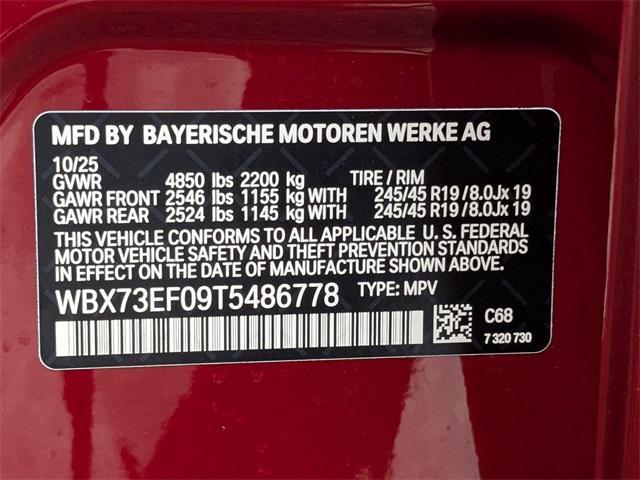 MFD BY BAYERISCHE MOTOREN WERKE AG
10/25
GVWR 4850 lbs 2200 kg TIRE / RIM
GAWR FRONT 2546 lbs 1155 kg WITH 245/45 R19 / 8.0Jx 19
GAWR REAR 2524 lbs 1145 kg WITH 245/45 R19 / 8.0Jx 19
THIS VEHICLE CONFORMS TO ALL APPLICABLE U. S. FEDERAL
MOTOR VEHICLE SAFETY AND THEFT PREVENTION STANDARDS
IN EFFECT ON THE DATE OF MANUFACTURE SHOWN ABOVE.
WBX73EF09T5486778 TYPE: MPV
C68
7 320 730